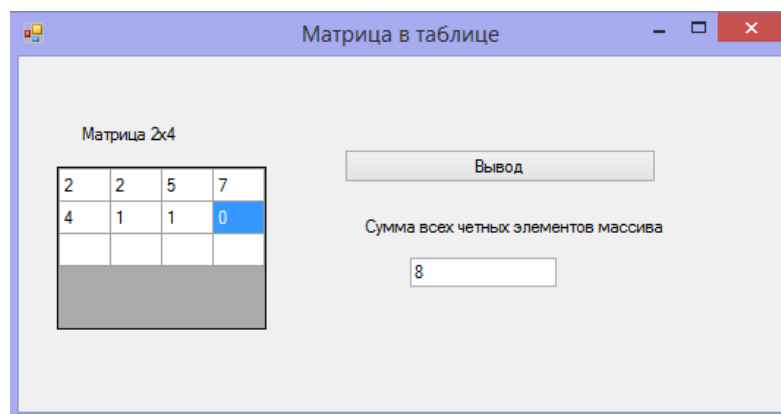 Матрица в таблице
Матрица 2x4
2 2 5 7
4 1 1 0
Вывод
Сумма всех четных элементов массива
8